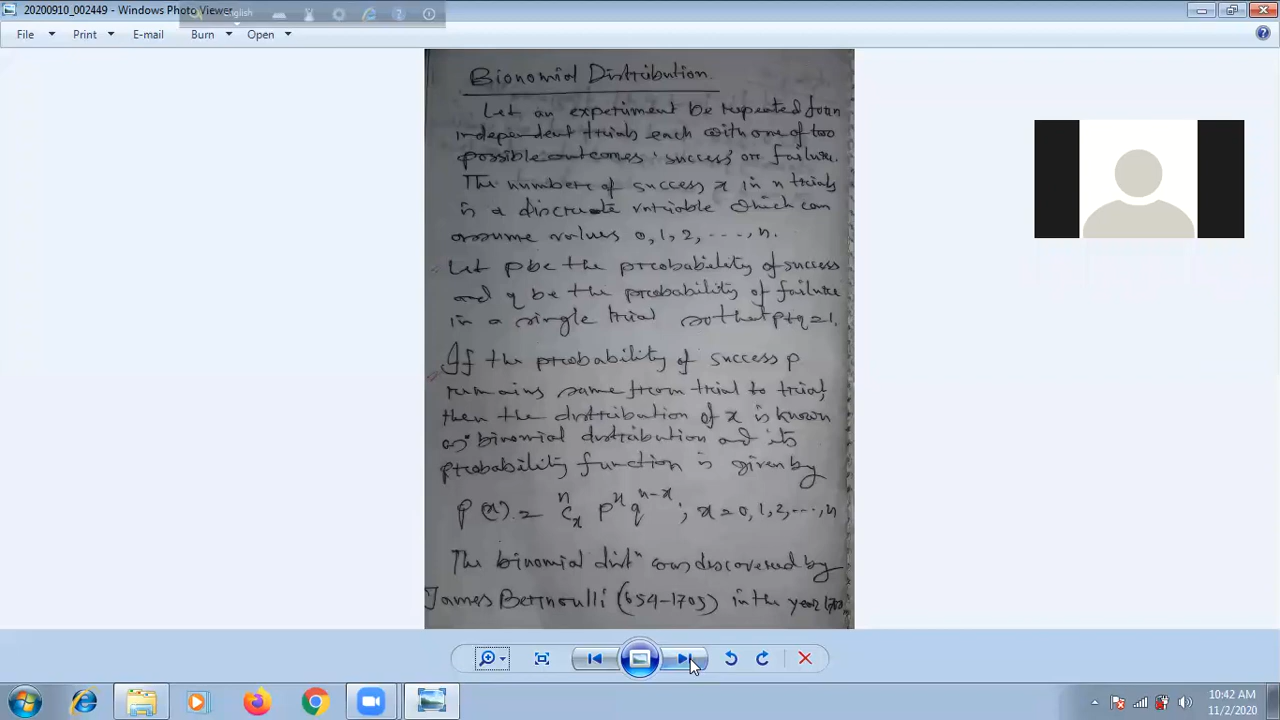 20200910_002449 - Windows Photo Viewer
English
File Print E-mail Burn Open
Bionomial Distribution.
Let an experiment be repeated for n
independent trials each with one of two
possible outcomes 'success' or failure.
The number of success x in n trials
is a discrete variable which can
assume values 0, 1, 2, ...., n.
Let p be the probability of success
and q be the probability of failure
in a single trial so that p+q=1.
If the probability of success p
remains same from trial to trial,
then the distribution of x is known
as binomial distribution and its
probability function is given by
P(x) = ⁿCₓ pˣ qⁿ⁻ˣ ; x = 0, 1, 2, ..., n
The binomial distⁿ was discovered by
James Bernoulli (1654-1705) in the year 1700,
10:42 AM
11/2/2020